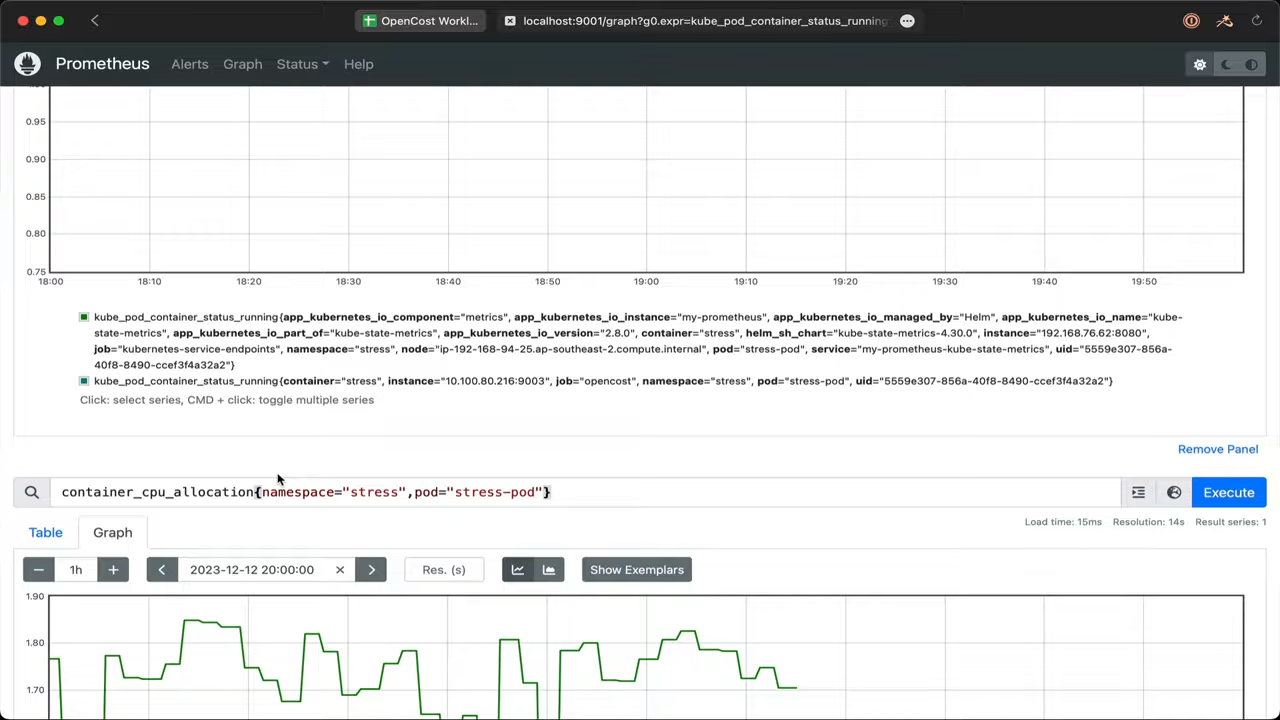 OpenCost Workl...
localhost:9001/graph?g0.expr=kube_pod_container_status_running
Prometheus Alerts Graph Status Help
0.95
0.90
0.85
0.80
0.75
18:00 18:10 18:20 18:30 18:40 18:50 19:00 19:10 19:20 19:30 19:40 19:50
kube_pod_container_status_running{app_kubernetes_io_component="metrics", app_kubernetes_io_instance="my-prometheus", app_kubernetes_io_managed_by="Helm", app_kubernetes_io_name="kube-
state-metrics", app_kubernetes_io_part_of="kube-state-metrics", app_kubernetes_io_version="2.8.0", container="stress", helm_sh_chart="kube-state-metrics-4.30.0", instance="192.168.76.62:8080",
job="kubernetes-service-endpoints", namespace="stress", node="ip-192-168-94-25.ap-southeast-2.compute.internal", pod="stress-pod", service="my-prometheus-kube-state-metrics", uid="5559e307-856a-
40f8-8490-ccef3f4a32a2"}
kube_pod_container_status_running{container="stress", instance="10.100.80.216:9003", job="opencost", namespace="stress", pod="stress-pod", uid="5559e307-856a-40f8-8490-ccef3f4a32a2"}
Click: select series, CMD + click: toggle multiple series
Remove Panel
container_cpu_allocation{namespace="stress",pod="stress-pod"}
Execute
Load time: 15ms Resolution: 14s Result series: 1
Table Graph
1h 2023-12-12 20:00:00 Res. (s) Show Exemplars
1.90
1.80
1.70